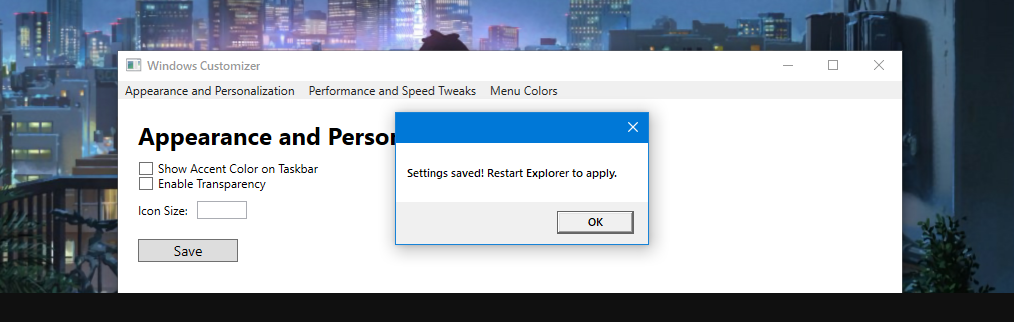 Windows Customizer
Appearance and Personalization Performance and Speed Tweaks Menu Colors
Appearance and Person
Show Accent Color on Taskbar
Enable Transparency
Icon Size:
Save
Settings saved! Restart Explorer to apply.
OK